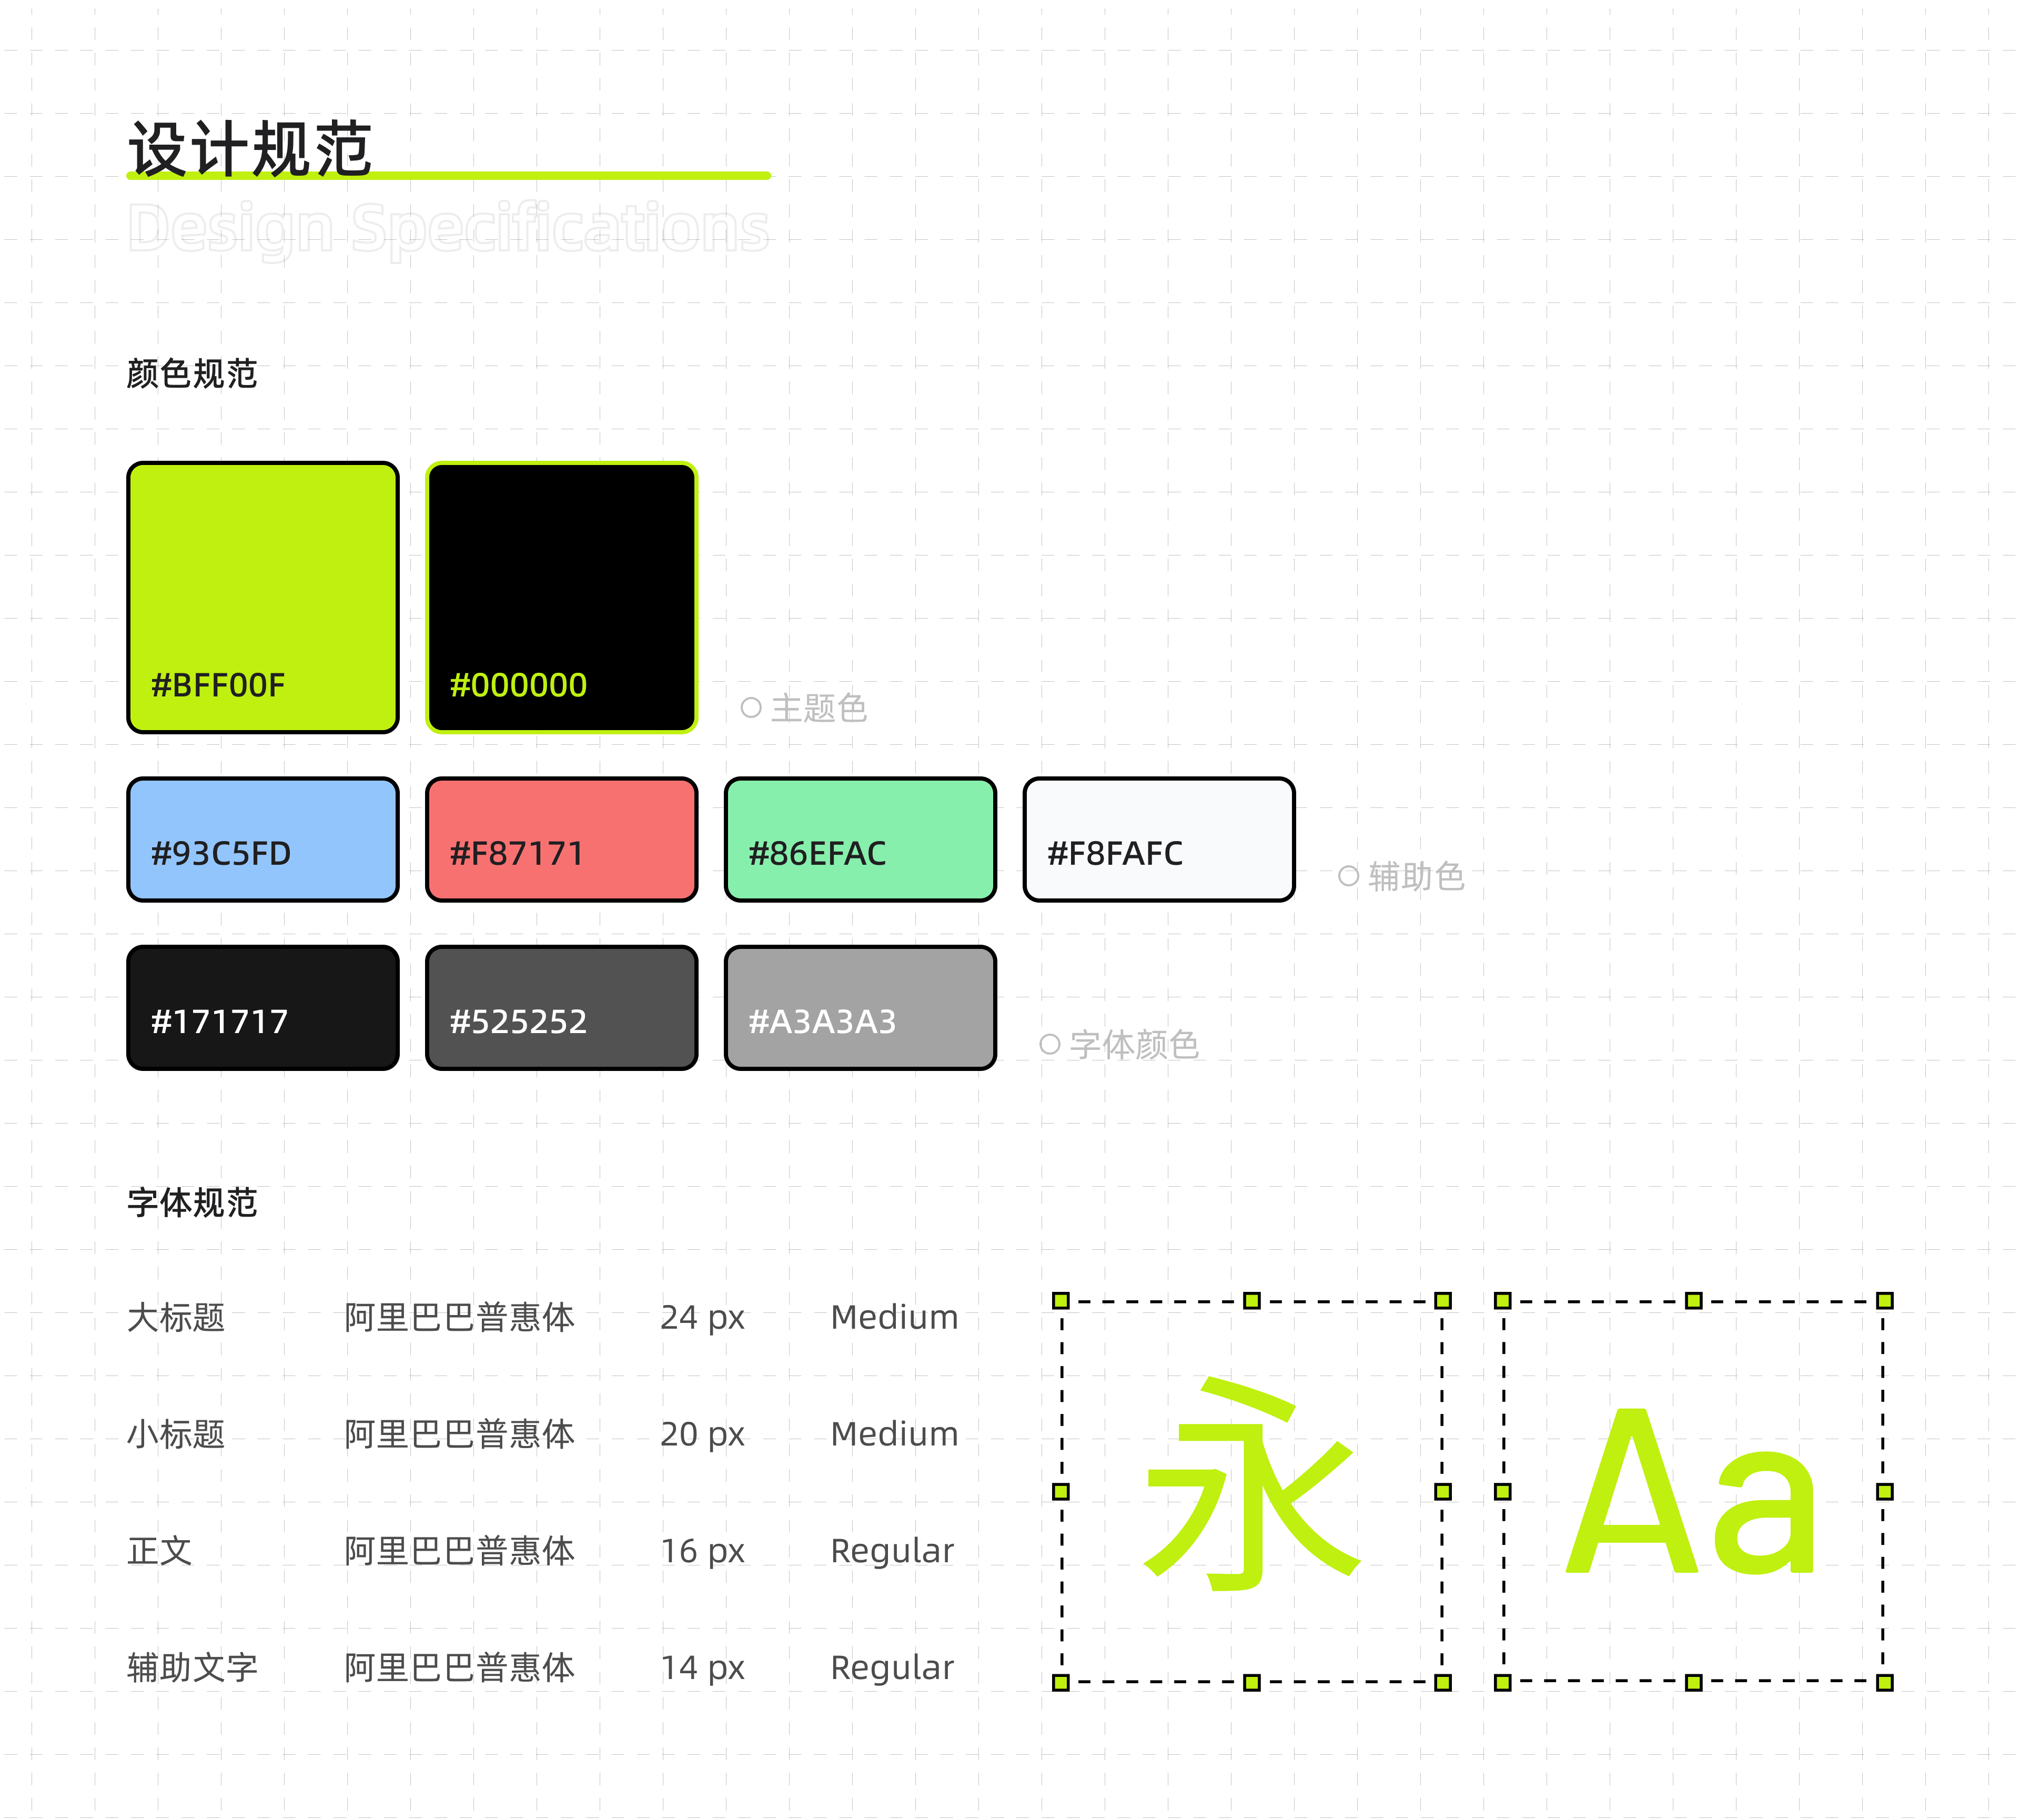 设计规范
Design Specifications
颜色规范
#BFF00F
#000000
主题色
#93C5FD
#F87171
#86EFAC
#F8FAFC
辅助色
#171717
#525252
#A3A3A3
字体颜色
字体规范
大标题 阿里巴巴普惠体 24 px Medium
小标题 阿里巴巴普惠体 20 px Medium
正文 阿里巴巴普惠体 16 px Regular
辅助文字 阿里巴巴普惠体 14 px Regular
永
Aa